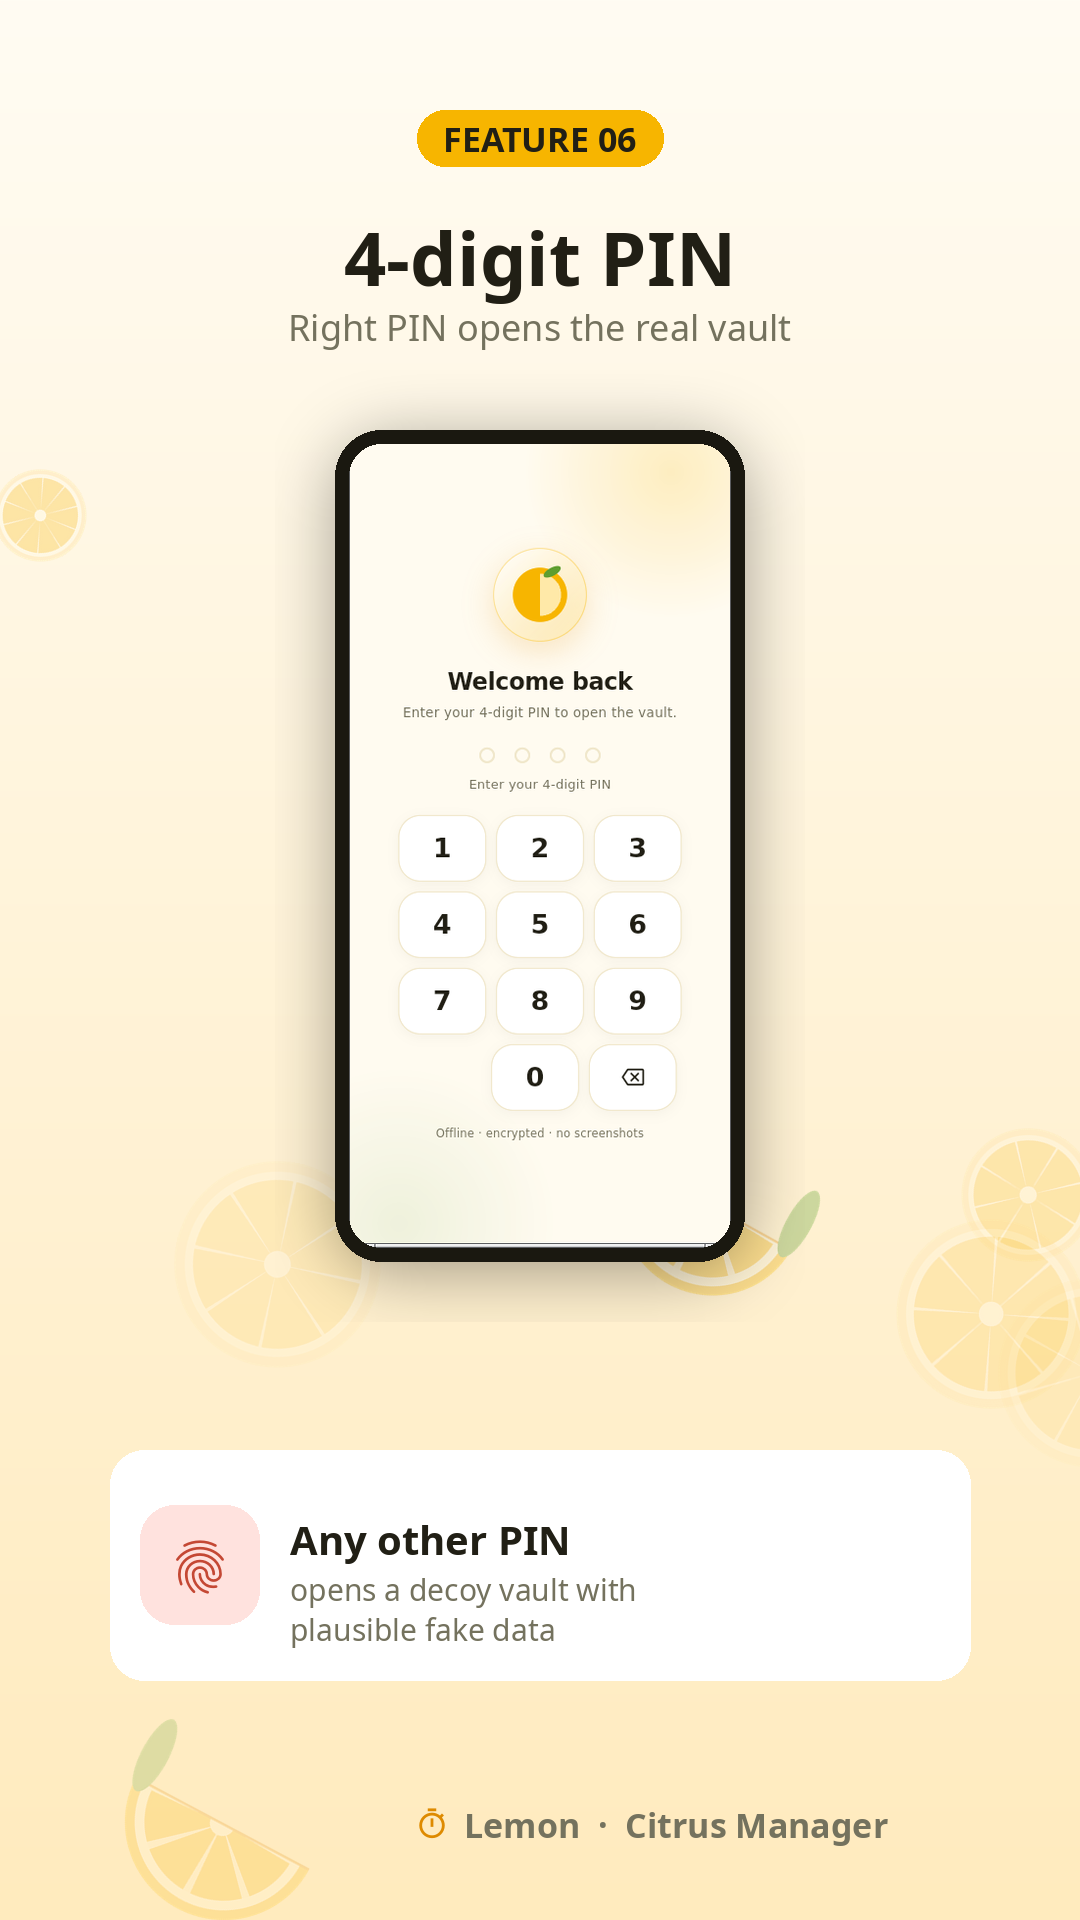 FEATURE 06
4-digit PIN
Right PIN opens the real vault
Welcome back
Enter your 4-digit PIN to open the vault.
Enter your 4-digit PIN
1 2 3
4 5 6
7 8 9
0
Offline · encrypted · no screenshots
Any other PIN
opens a decoy vault with
plausible fake data
Lemon · Citrus Manager